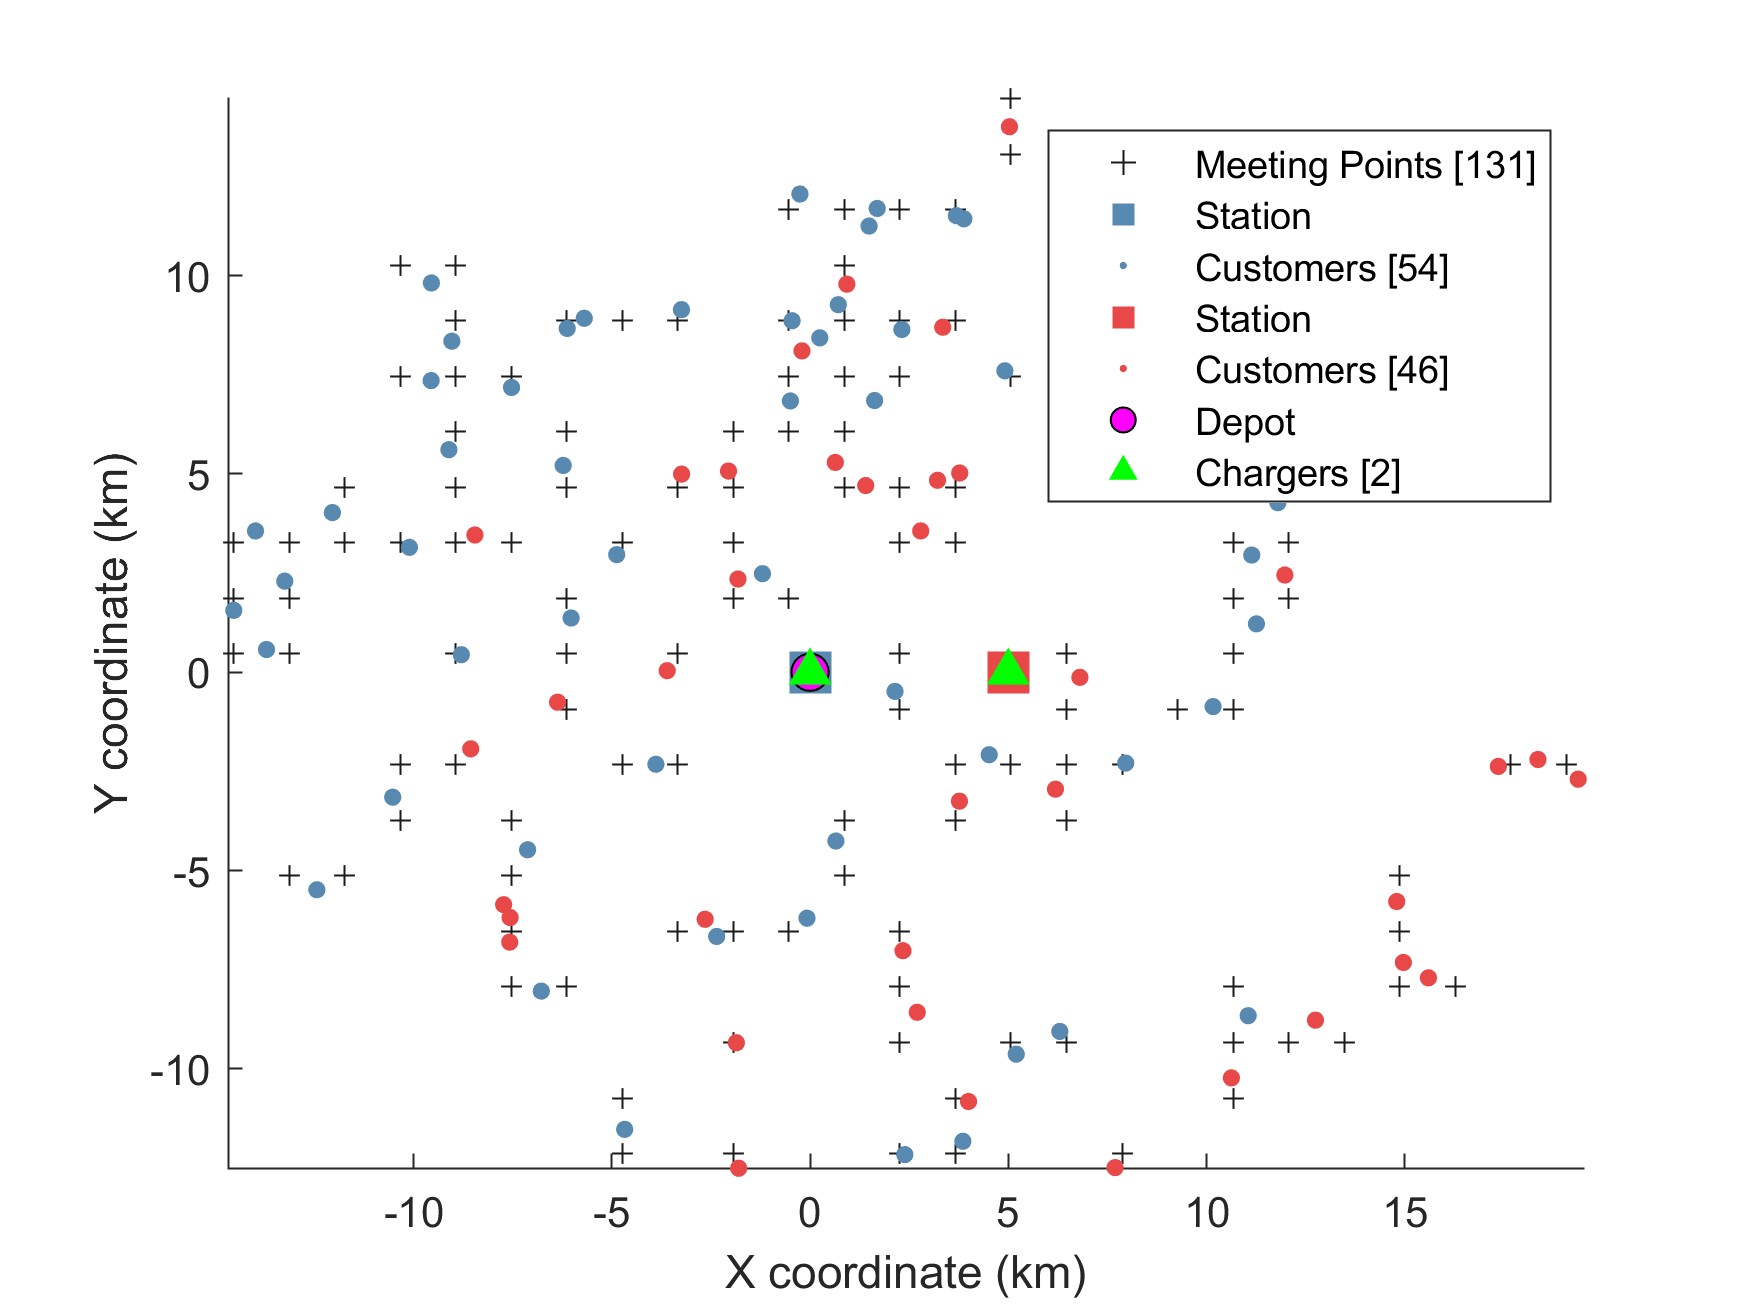 Meeting Points [131]
Station
Customers [54]
Station
Customers [46]
Depot
Chargers [2]
10
5
0
-5
-10
Y coordinate (km)
-10 -5 0 5 10 15
X coordinate (km)